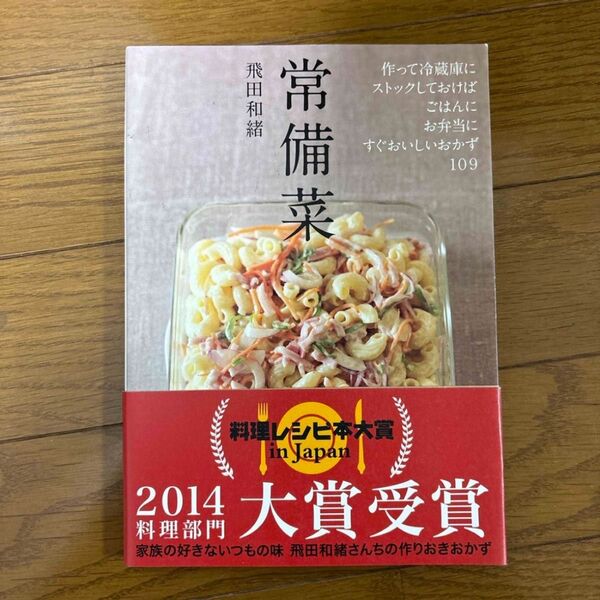 常備菜
飛田和緒
作って冷蔵庫に
ストックしておけば
ごはんに
お弁当に
すぐおいしいおかず
109
料理レシピ本大賞
in Japan
2014
料理部門
大賞受賞
家族の好きないつもの味 飛田和緒さんちの作りおきおかず